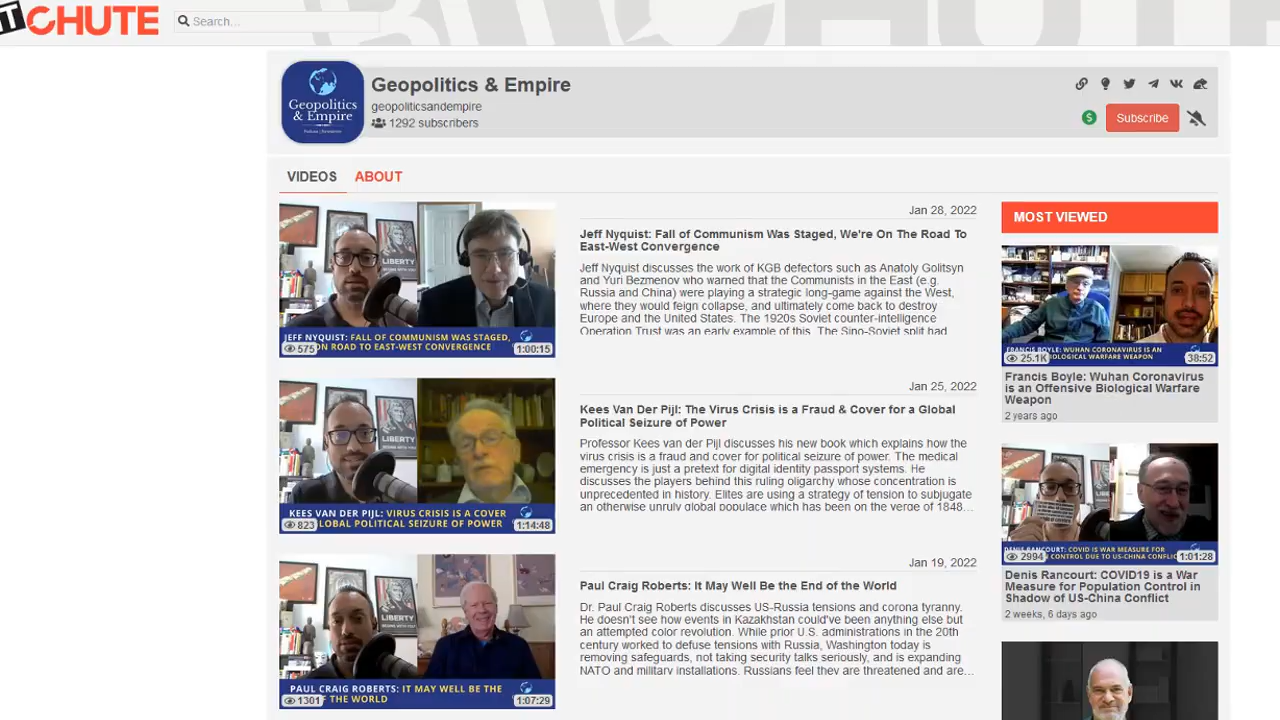 CHUTE
Search...
Geopolitics & Empire
Geopolitics
& Empire
geopoliticsandempire
1292 subscribers
Subscribe
VIDEOS
ABOUT
Jan 28, 2022
Jeff Nyquist: Fall of Communism Was Staged, We're On The Road To
East-West Convergence
Jeff Nyquist discusses the work of KGB defectors such as Anatoly Golitsyn
and Yuri Bezmenov who warned that the Communists in the East (e.g.
Russia and China) were playing a strategic long-game against the West,
where they would feign collapse, and ultimately come back to destroy
Europe and the United States. The 1920s Soviet counter-intelligence
Operation Trust was an early example of this. The Sino-Soviet split had
LIBERTY
JEFF NYQUIST: FALL OF COMMUNISM WAS STAGED,
ON ROAD TO EAST-WEST CONVERGENCE
575
1:00:15
Jan 25, 2022
Kees Van Der Pijl: The Virus Crisis is a Fraud & Cover for a Global
Political Seizure of Power
Professor Kees van der Pijl discusses his new book which explains how the
virus crisis is a fraud and cover for political seizure of power. The medical
emergency is just a pretext for digital identity passport systems. He
discusses the players behind this ruling oligarchy whose concentration is
unprecedented in history. Elites are using a strategy of tension to subjugate
an otherwise unruly global populace which has been on the verge of 1848...
LIBERTY
KEES VAN DER PIJL: VIRUS CRISIS IS A COVER
GLOBAL POLITICAL SEIZURE OF POWER
823
1:14:48
Jan 19, 2022
Paul Craig Roberts: It May Well Be the End of the World
Dr. Paul Craig Roberts discusses US-Russia tensions and corona tyranny.
He doesn't see how events in Kazakhstan could've been anything else but
an attempted color revolution. While prior U.S. administrations in the 20th
century worked to defuse tensions with Russia, Washington today is
removing safeguards, not taking security talks seriously, and is expanding
NATO and military installations. Russians feel they are threatened and are...
LIBERTY
PAUL CRAIG ROBERTS: IT MAY WELL BE THE
OF THE WORLD
1301
1:07:29
MOST VIEWED
FRANCIS BOYLE: WUHAN CORONAVIRUS IS AN
BIOLOGICAL WARFARE WEAPON
25.1K
38:52
Francis Boyle: Wuhan Coronavirus
is an Offensive Biological Warfare
Weapon
2 years ago
DENIS RANCOURT: COVID IS WAR MEASURE FOR
CONTROL DUE TO US-CHINA CONFLIC
2994
1:01:28
Denis Rancourt: COVID19 is a War
Measure for Population Control in
Shadow of US-China Conflict
2 weeks, 6 days ago